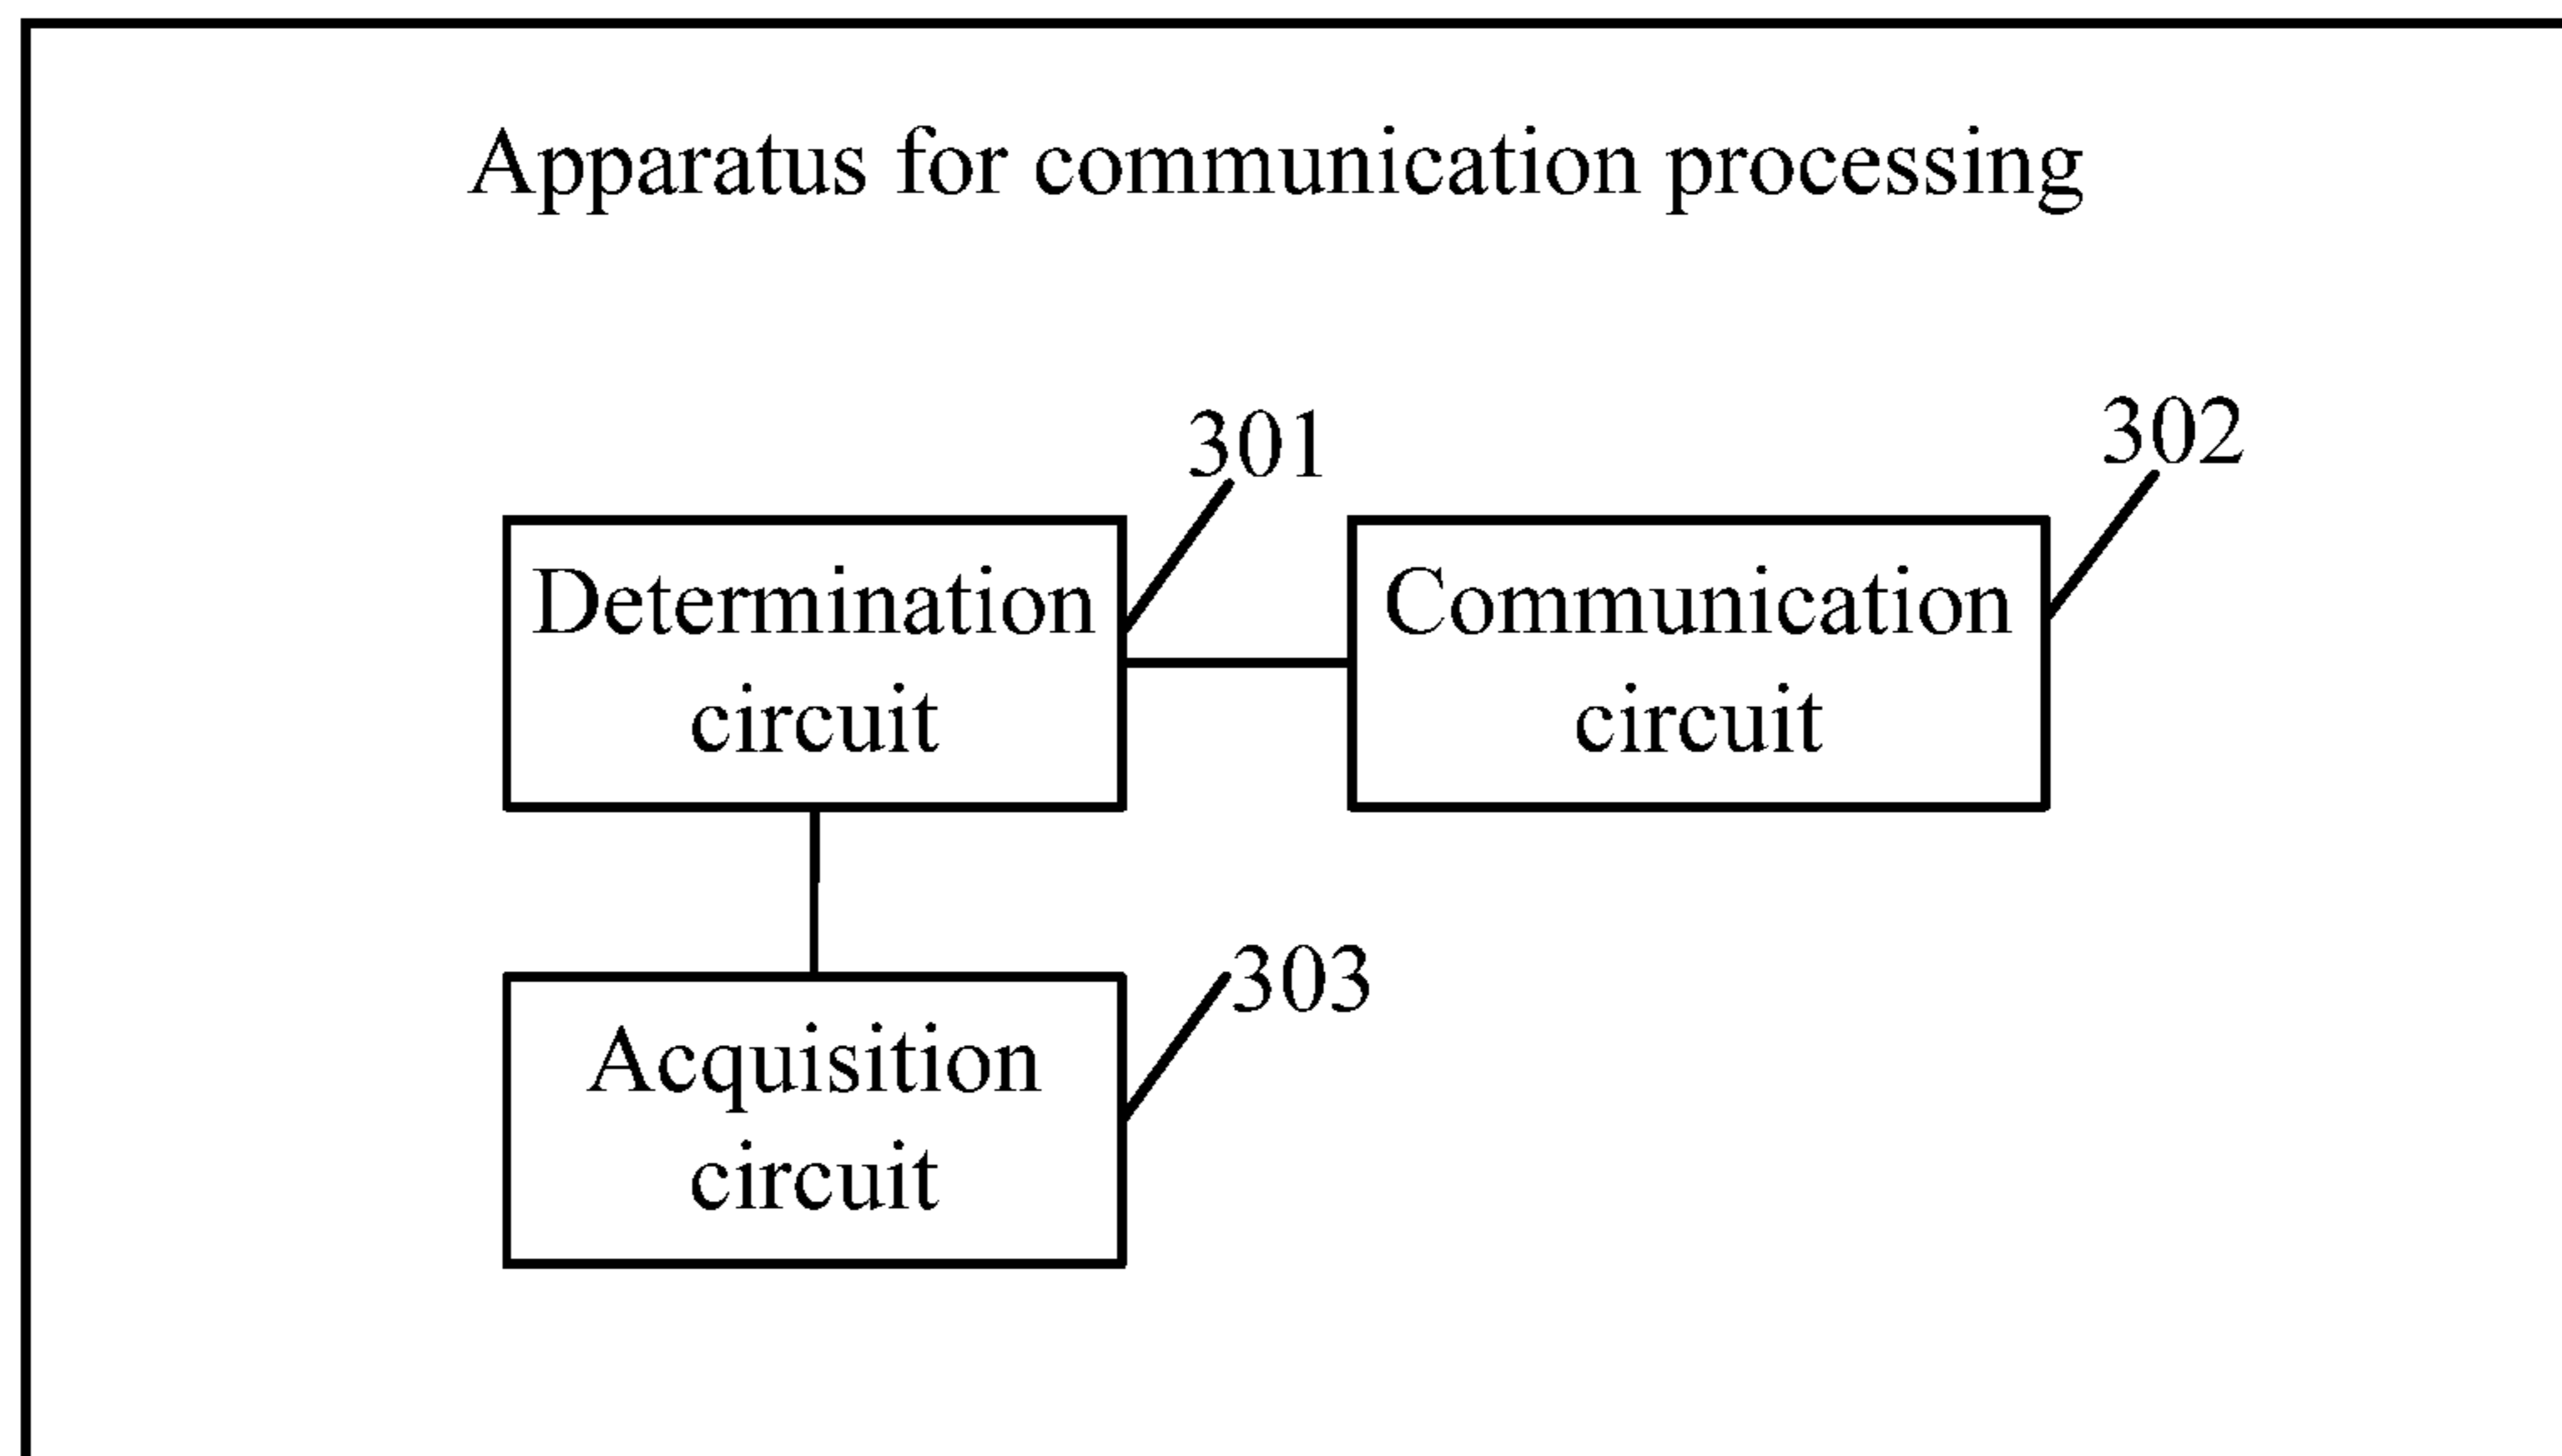 Apparatus for communication processing
301
302
Determination
circuit
Communication
circuit
303
Acquisition
circuit